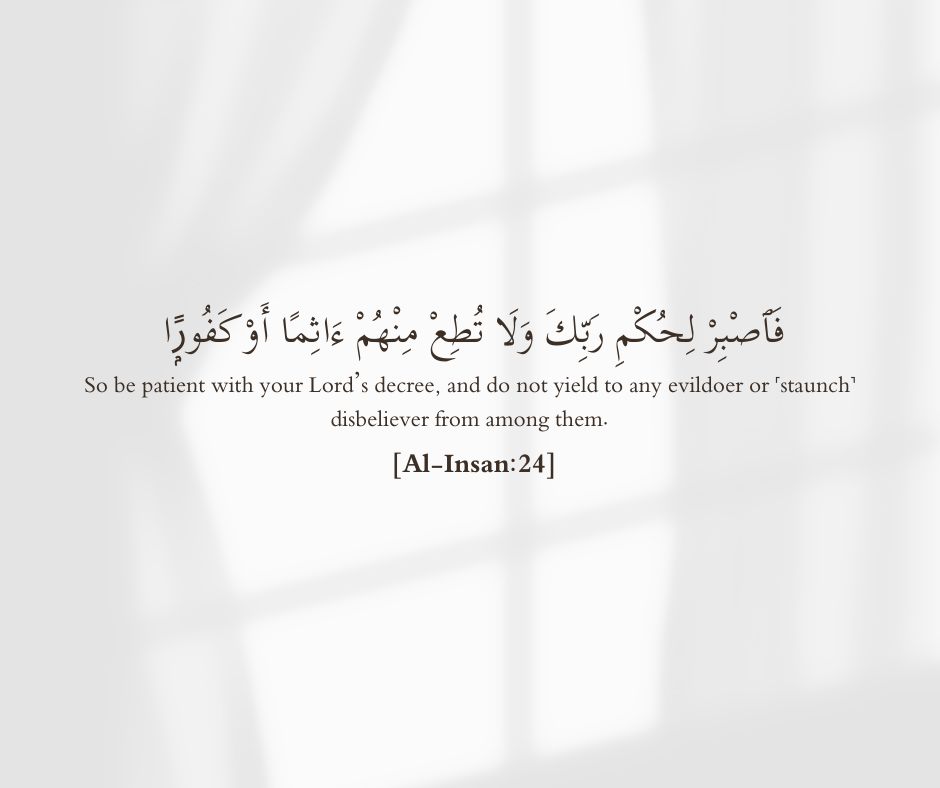 فَٱصْبِرْ لِحُكْمِ رَبِّكَ وَلَا تُطِعْ مِنْهُمْ ءَاثِمًا أَوْ كَفُورًۭا
So be patient with your Lord’s decree, and do not yield to any evildoer or ˹staunch˺
disbeliever from among them.
[Al-Insan:24]